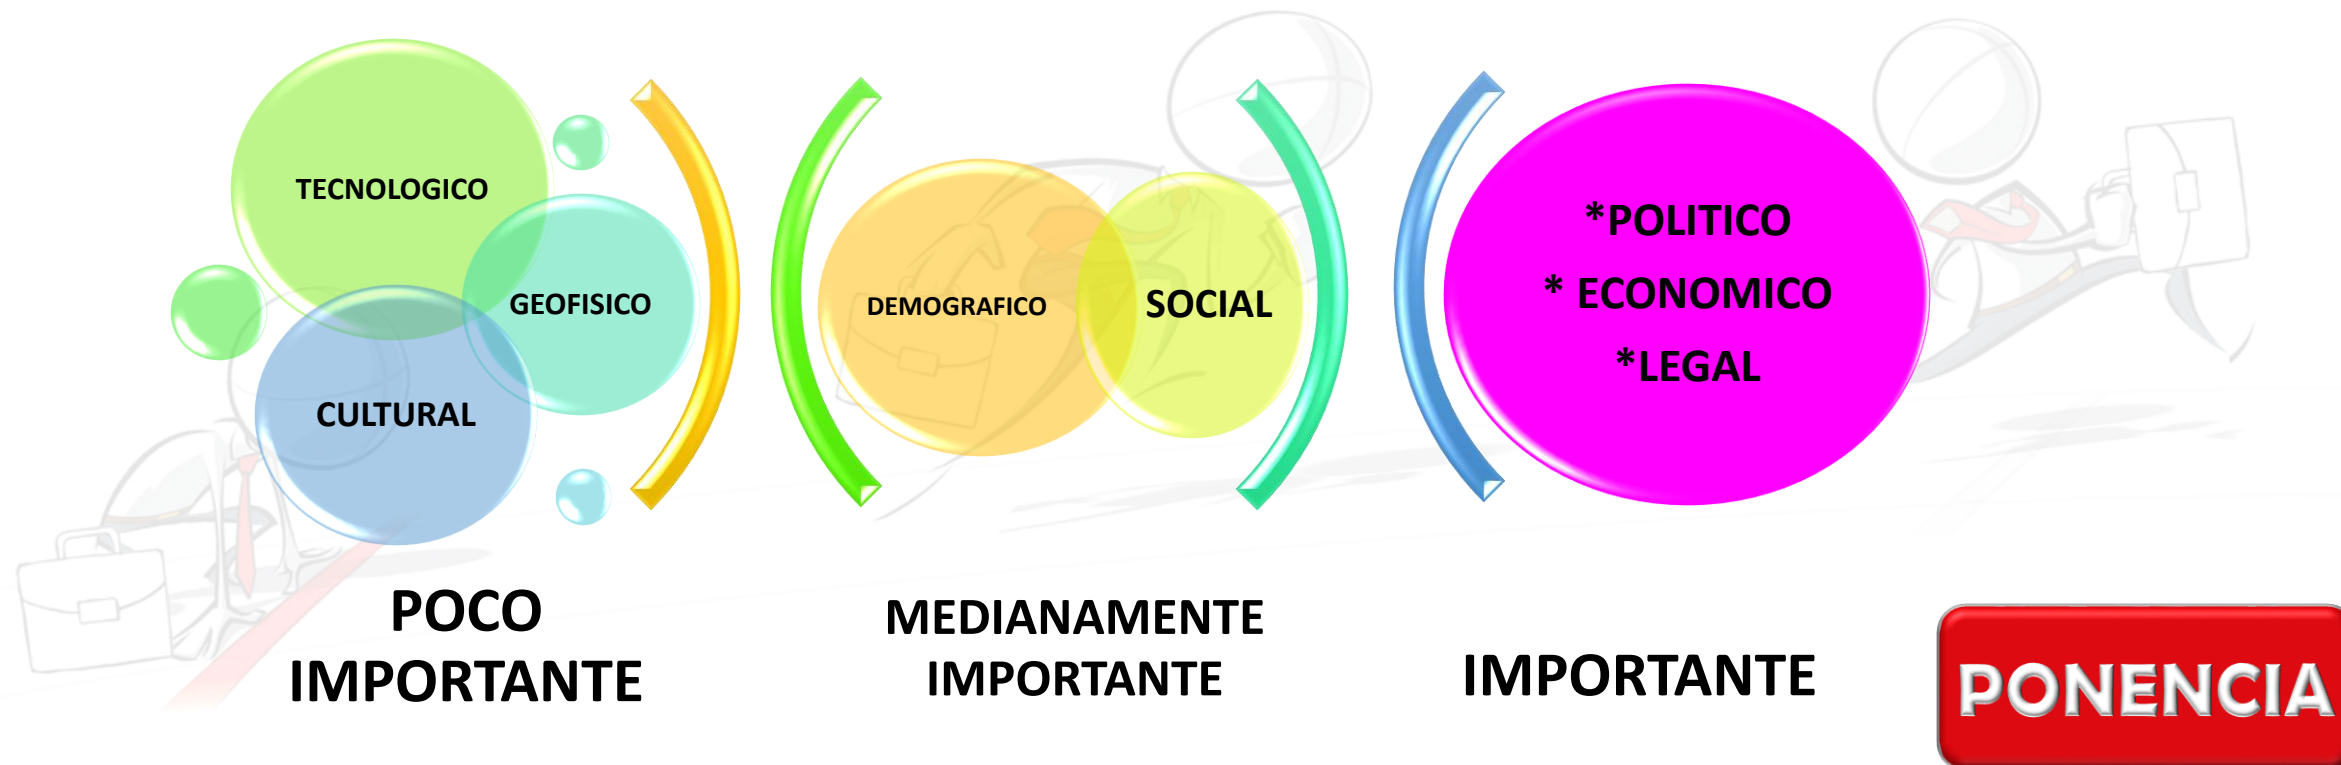 TECNOLOGICO
GEOFISICO
CULTURAL
POCO
IMPORTANTE
DEMOGRAFICO
SOCIAL
MEDIANAMENTE
IMPORTANTE
*POLITICO
* ECONOMICO
*LEGAL
IMPORTANTE
PONENCIA